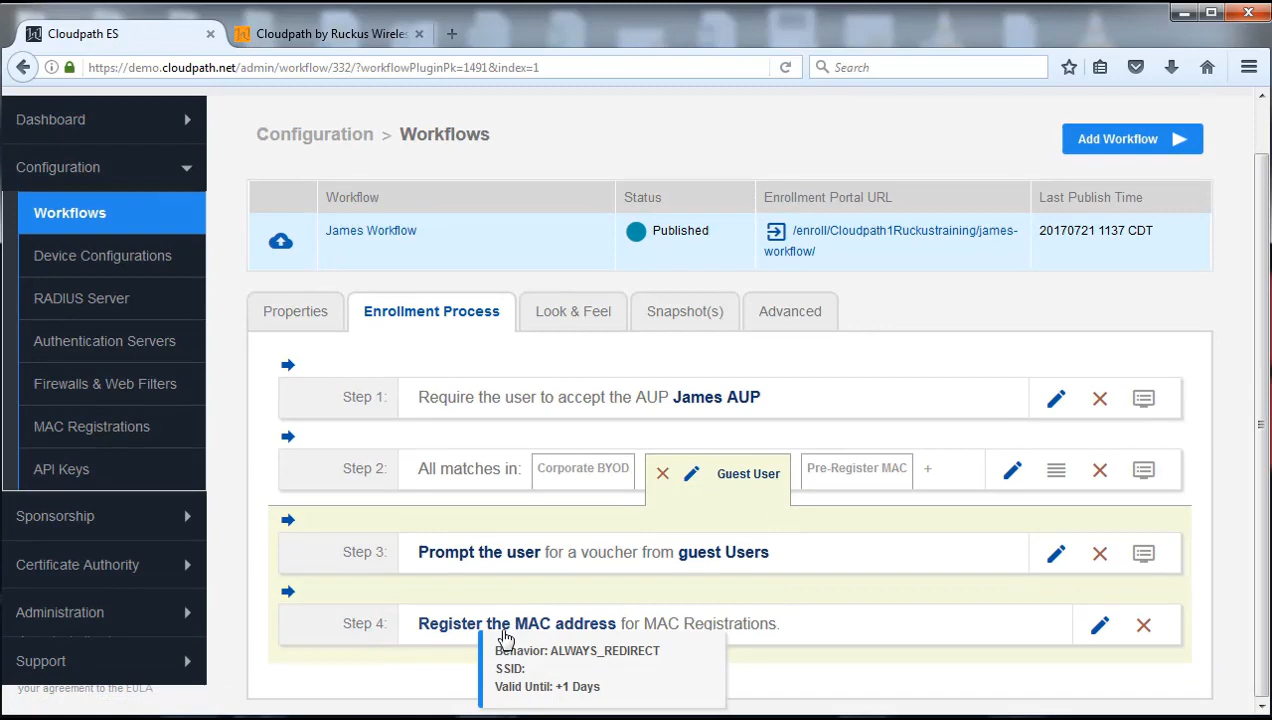 Cloudpath ES
Cloudpath by Ruckus Wireles
https://demo.cloudpath.net/admin/workflow/332/?workflowPluginPk=1491&index=1
Search
Dashboard
Configuration
Workflows
Device Configurations
RADIUS Server
Authentication Servers
Firewalls & Web Filters
MAC Registrations
API Keys
Sponsorship
Certificate Authority
Administration
Support
your agreement to the EULA
Configuration > Workflows
Add Workflow
Workflow Status Enrollment Portal URL Last Publish Time
James Workflow Published /enroll/Cloudpath1Ruckustraining/james- 20170721 1137 CDT
workflow/
Properties Enrollment Process Look & Feel Snapshot(s) Advanced
Step 1: Require the user to accept the AUP James AUP
Step 2: All matches in: Corporate BYOD Guest User Pre-Register MAC +
Step 3: Prompt the user for a voucher from guest Users
Step 4: Register the MAC address for MAC Registrations.
Behavior: ALWAYS_REDIRECT
SSID:
Valid Until: +1 Days